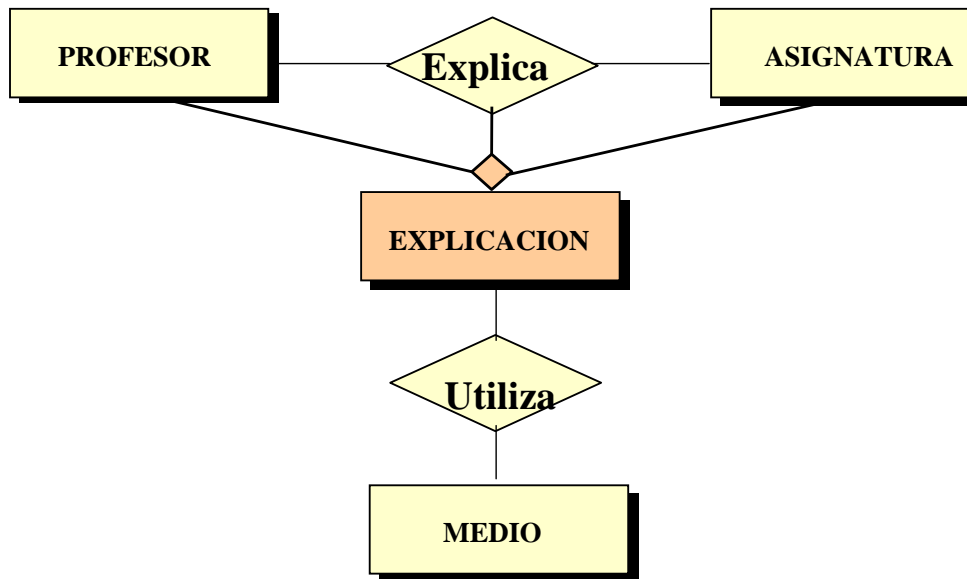 PROFESOR
Explica
ASIGNATURA
EXPLICACION
Utiliza
MEDIO